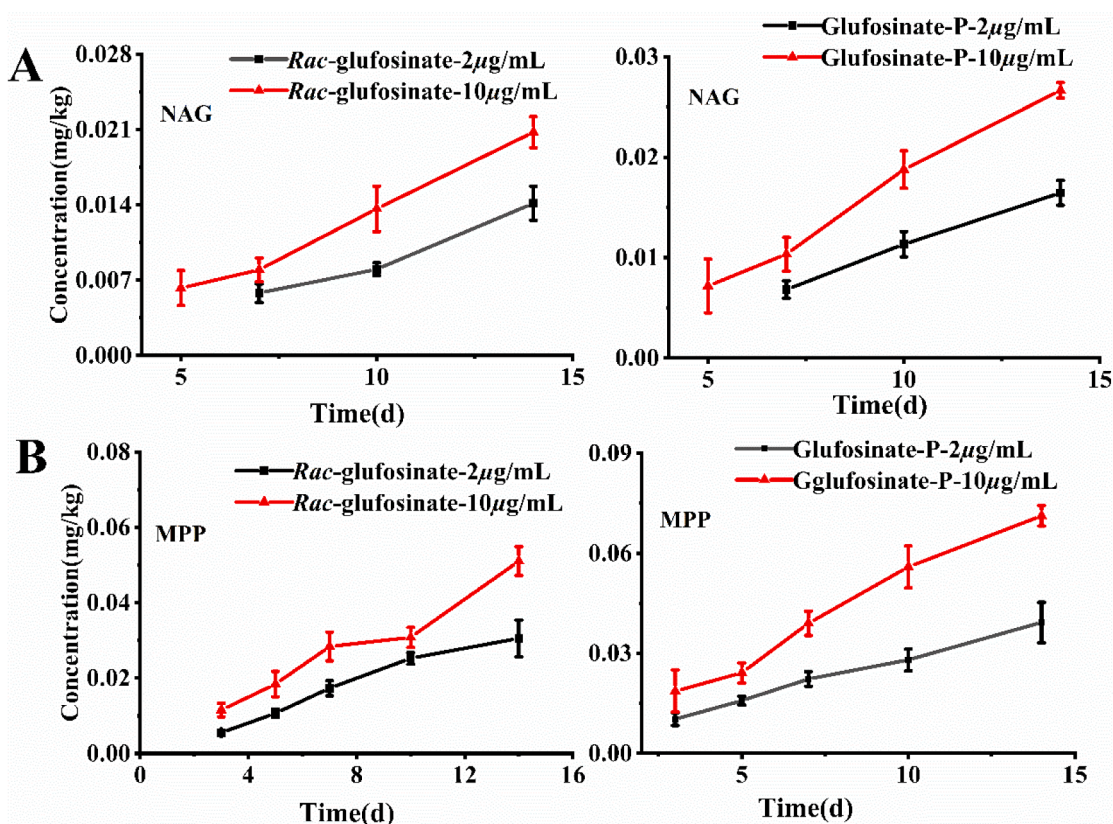 A
Rac-glufosinate-2µg/mL
Rac-glufosinate-10µg/mL
NAG
Concentration(mg/kg)
0.028
0.021
0.014
0.007
0.000
5
10
15
Time(d)
Glufosinate-P-2µg/mL
Glufosinate-P-10µg/mL
NAG
0.03
0.02
0.01
0.00
5
10
15
Time(d)
B
Rac-glufosinate-2µg/mL
Rac-glufosinate-10µg/mL
MPP
Concentration(mg/kg)
0.08
0.06
0.04
0.02
0.00
0
4
8
12
16
Time(d)
Glufosinate-P-2µg/mL
Gglufosinate-P-10µg/mL
MPP
0.09
0.06
0.03
0.00
5
10
15
Time(d)